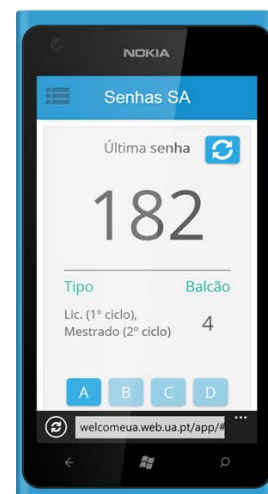 NOKIA
Senhas SA
Última senha
182
Tipo Balcão
Lic. (1º ciclo),
Mestrado (2º ciclo) 4
A B C D
welcomeua.web.ua.pt/app/#